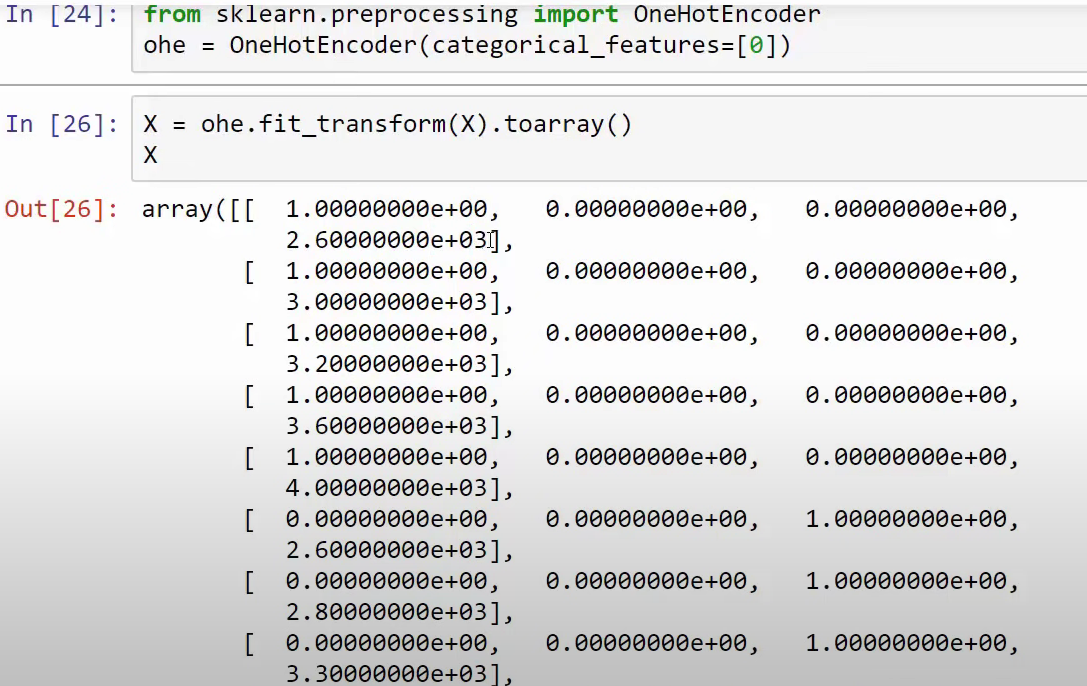 In [24]: from sklearn.preprocessing import OneHotEncoder
ohe = OneHotEncoder(categorical_features=[0])
In [26]: X = ohe.fit_transform(X).toarray()
X
Out[26]: array([[ 1.00000000e+00, 0.00000000e+00, 0.00000000e+00,
2.60000000e+03],
[ 1.00000000e+00, 0.00000000e+00, 0.00000000e+00,
3.00000000e+03],
[ 1.00000000e+00, 0.00000000e+00, 0.00000000e+00,
3.20000000e+03],
[ 1.00000000e+00, 0.00000000e+00, 0.00000000e+00,
3.60000000e+03],
[ 1.00000000e+00, 0.00000000e+00, 0.00000000e+00,
4.00000000e+03],
[ 0.00000000e+00, 0.00000000e+00, 1.00000000e+00,
2.60000000e+03],
[ 0.00000000e+00, 0.00000000e+00, 1.00000000e+00,
2.80000000e+03],
[ 0.00000000e+00, 0.00000000e+00, 1.00000000e+00,
3.30000000e+03],